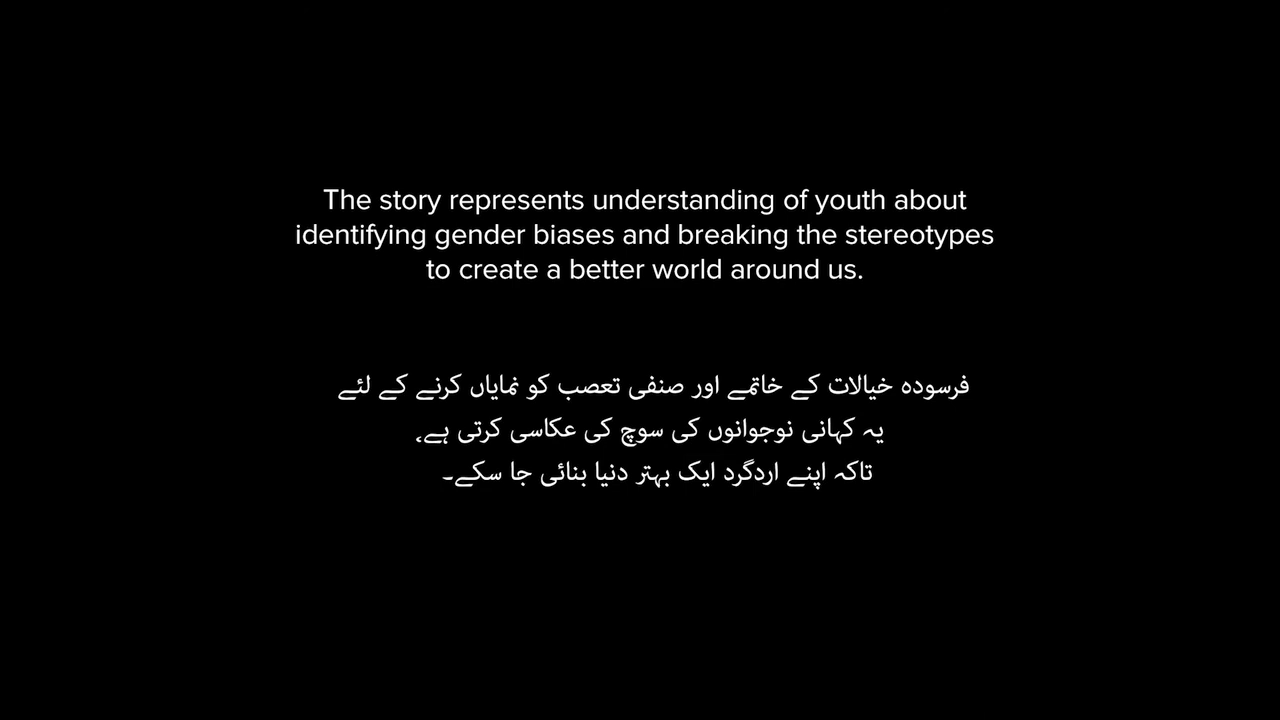 The story represents understanding of youth about
identifying gender biases and breaking the stereotypes
to create a better world around us.
فرسودہ خیالات کے خاتمے اور صنفی تعصب کو نمایاں کرنے کے لئے
یہ کہانی نوجوانوں کی سوچ کی عکاسی کرتی ہے،
تاکہ اپنے اردگرد ایک بہتر دنیا بنائی جا سکے۔